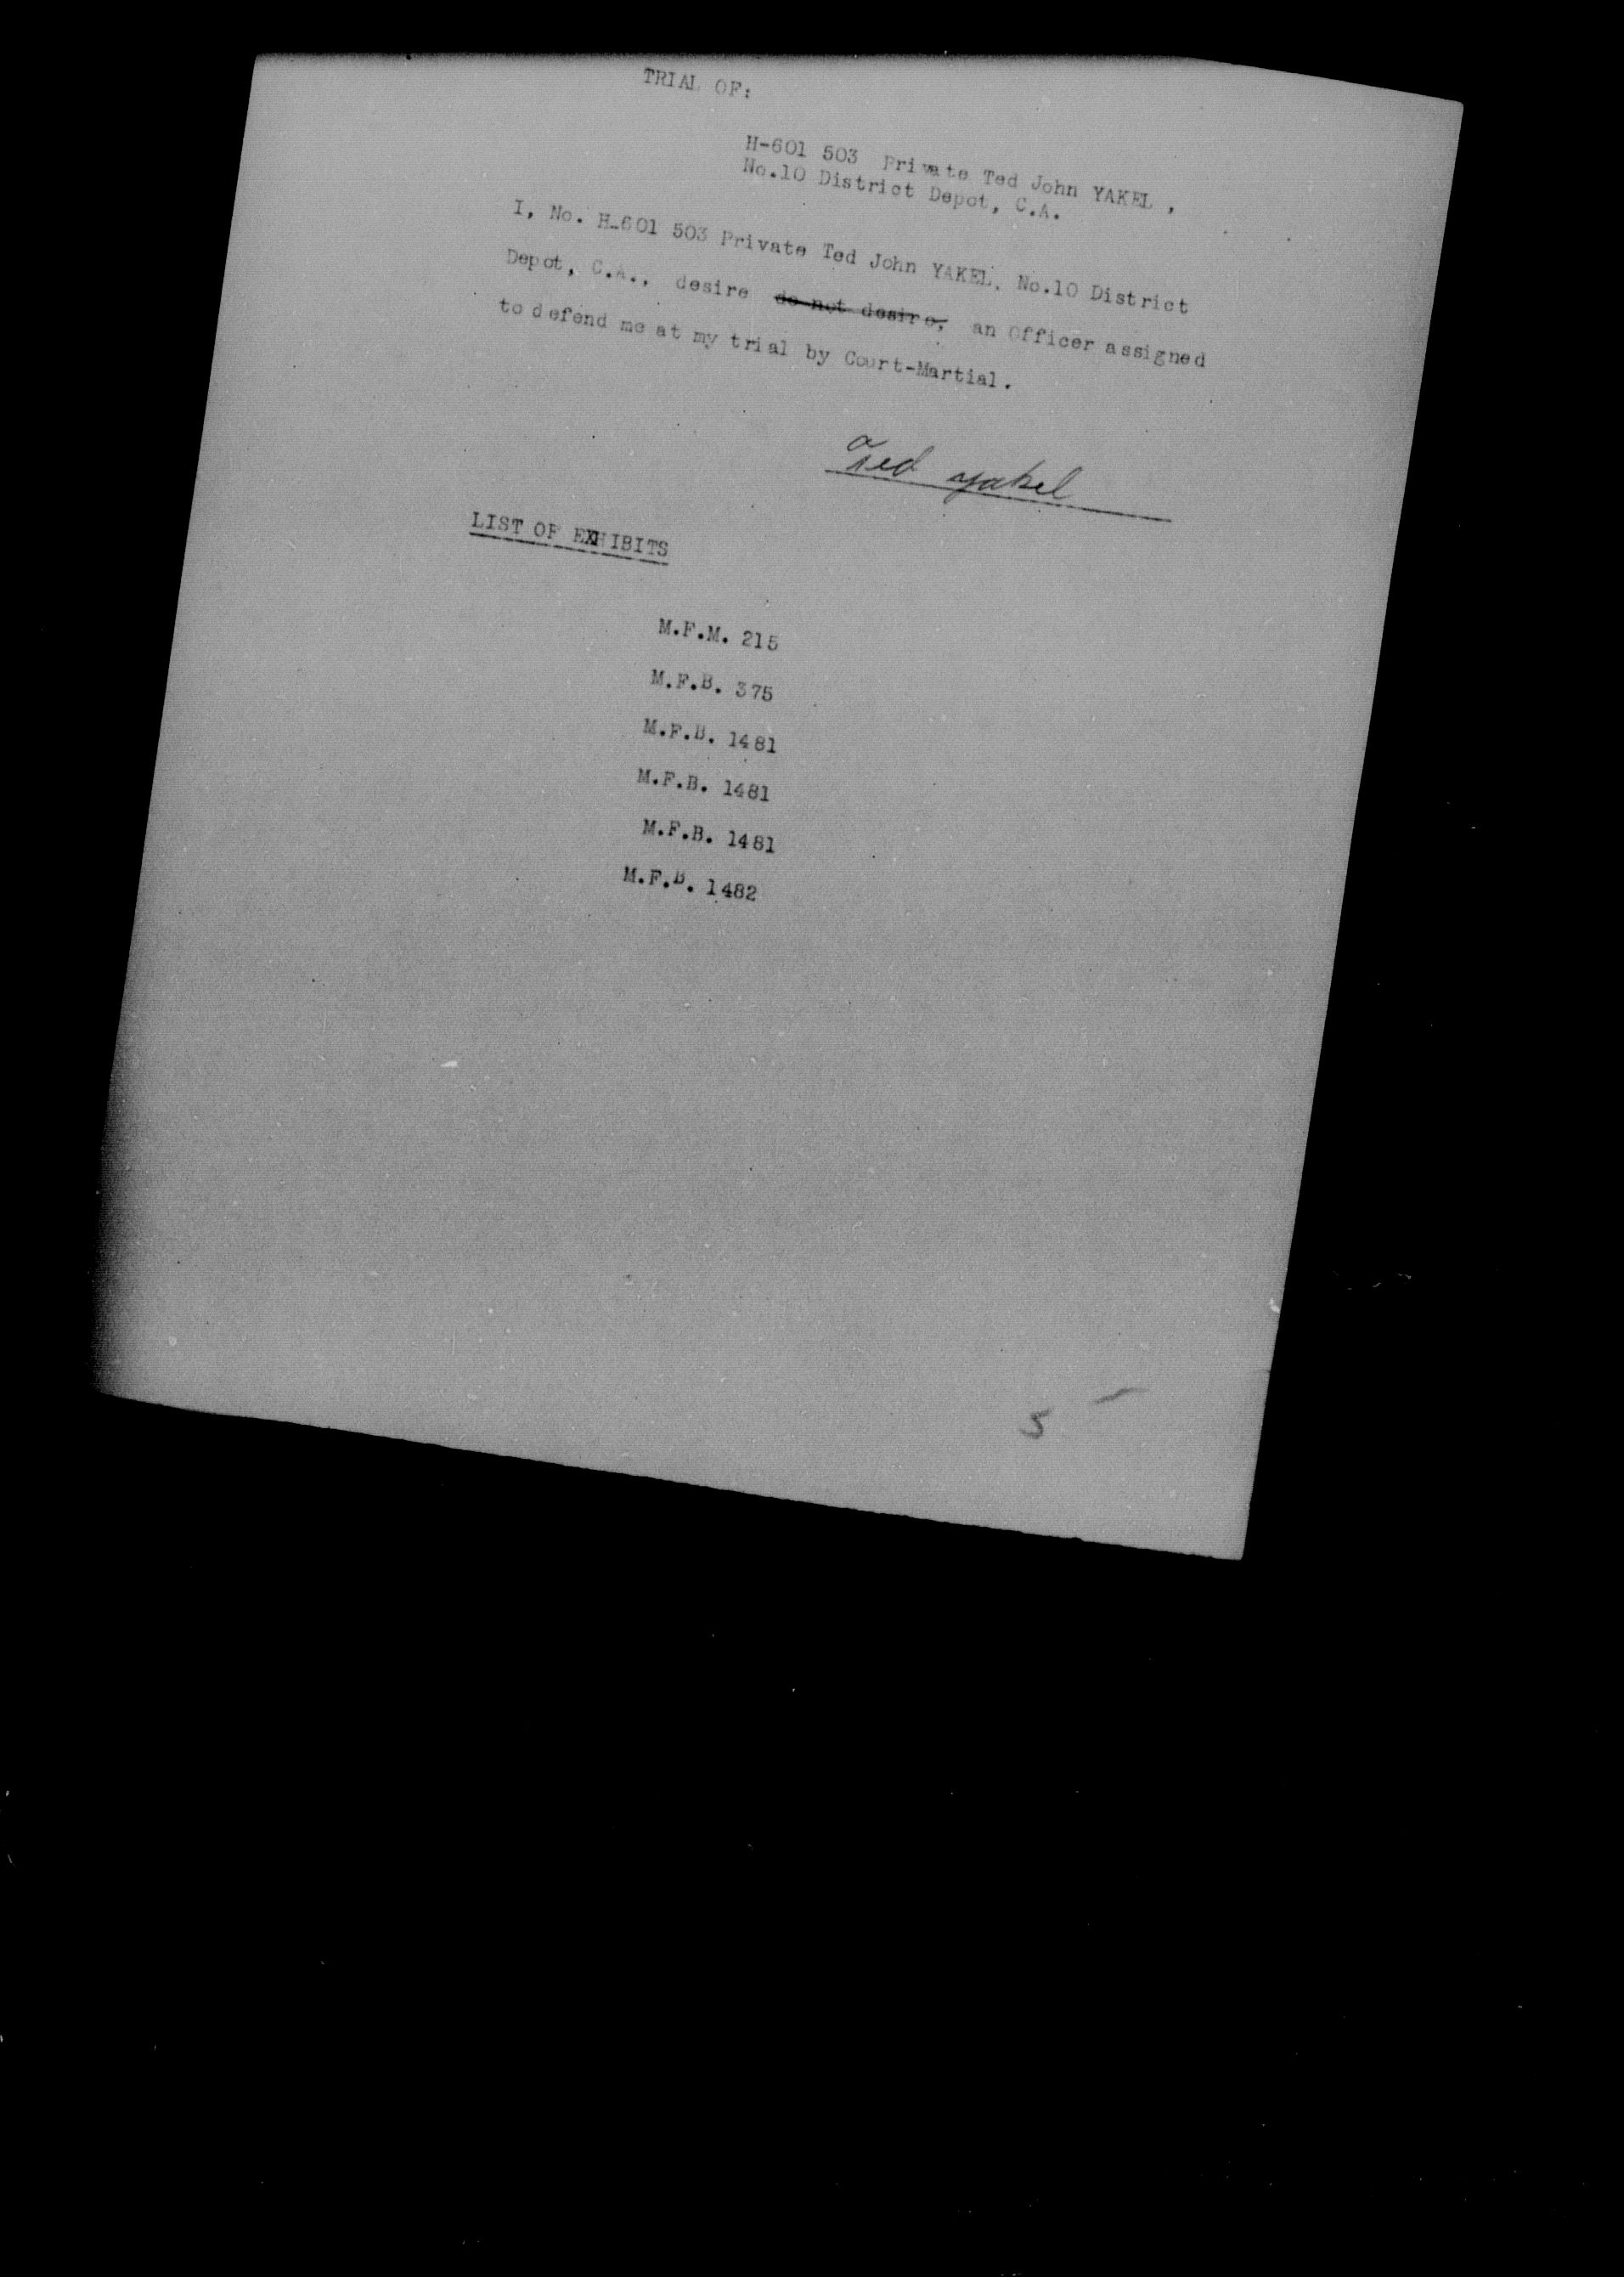 TRIAL OF:
H-601 503 Private Ted John YAKEL ,
No.10 District Depot, C.A.
I, No. H-601 503 Private Ted John YAKEL. No.10 District
Depot, C.A., desire do not desire, an Officer assigned
to defend me at my trial by Court-Martial.
Ted Yakel
LIST OF EXHIBITS
M.F.M. 215
M.F.B. 375
M.F.B. 1481
M.F.B. 1481
M.F.B. 1481
M.F.B. 1482
5